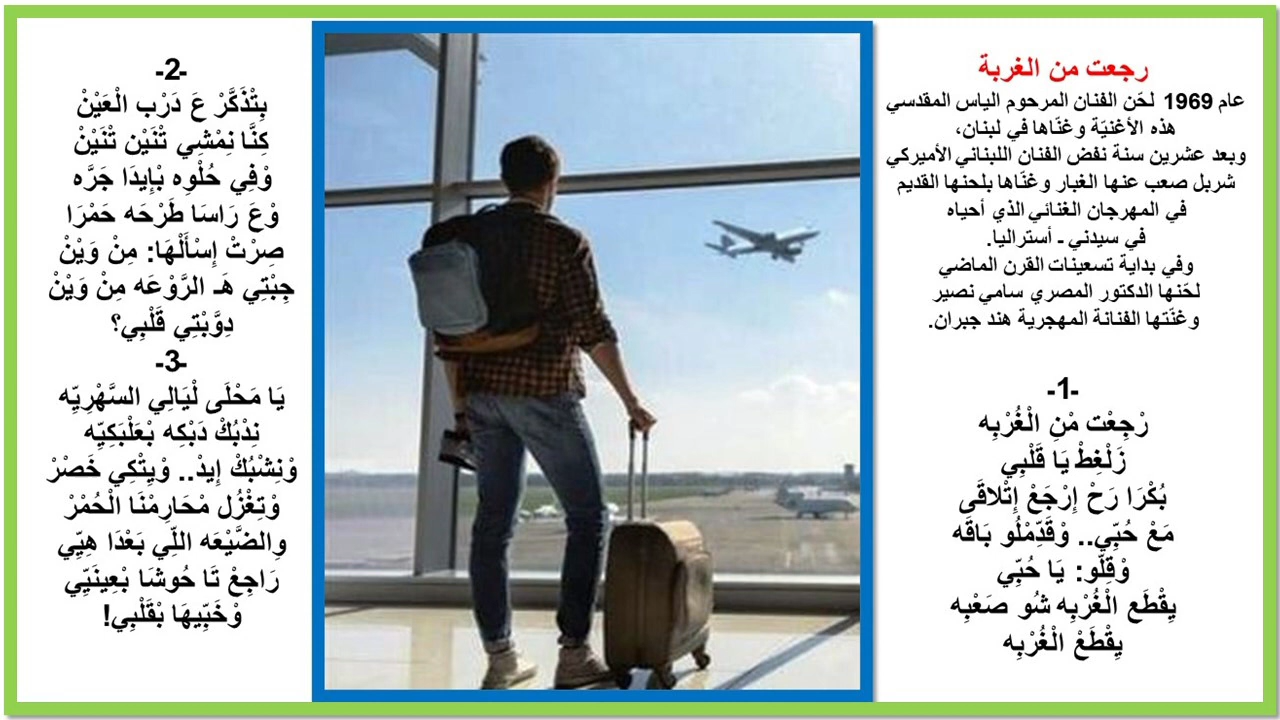 رجعت من الغربة
عام 1969 لحَن الفنان المرحوم الياس المقدسي
هذه الأغنيّة وغنّاها في لبنان،
وبعد عشرين سنة نفض الفنان اللبناني الأميركي
شربل صعب عنها الغبار وغنّاها بلحنها القديم
في المهرجان الغنائي الذي أحياه
في سيدني ـ أستراليا.
وفي بداية تسعينات القرن الماضي
لحَنها الدكتور المصري سامي نصير
وغنّتها الفنانة المهجرية هند جبران.
-1-
رْجِعْت مْنِ الْغُرْبِه
زَلْغِطْ يَا قَلْبِي
بُكْرَا رَحْ إِرْجَعْ إِتْلاقَى
مَعْ حُبِّي.. وْقَدِّمْلُو بَاقَه
وْقِلُّو: يَا حُبِّي
يِقْطَع الْغُرْبِه شُو صَعْبِه
يِقْطَعْ الْغُرْبِه
-2-
بِتْذَكَّرْ عَ دَرْب الْعَيْنْ
كِنَّا نِمْشِي تْنَيْن تْنَيْنْ
وْفِي حُلْوِه بْإِيدَا جَرَّه
وْعَ رَاسَا طَرْحَه حَمْرَا
صِرْتْ إِسْأَلْهَا: مِنْ وَيْنْ
جِبْتِي هَـ الرَّوْعَه مِنْ وَيْنْ
دِوَّبْتِي قَلْبِي؟
-3-
يَا مَحْلَى لْيَالِي السَّهْرِيِّه
نِدْبُكْ دَبْكِه بْعَلْبَكِيِّه
وْنِشْبُكْ إِيدْ.. وْيِتْكِي خَصْرْ
وْتِغْزُل مْحَارِمْنَا الْحُمْرْ
وِالضَّيْعَه اللِّي بَعْدَا هِيِّي
رَاجِعْ تَا حُوشَا بْعِينَيِّي
وْخَبِّيهَا بْقَلْبِي!